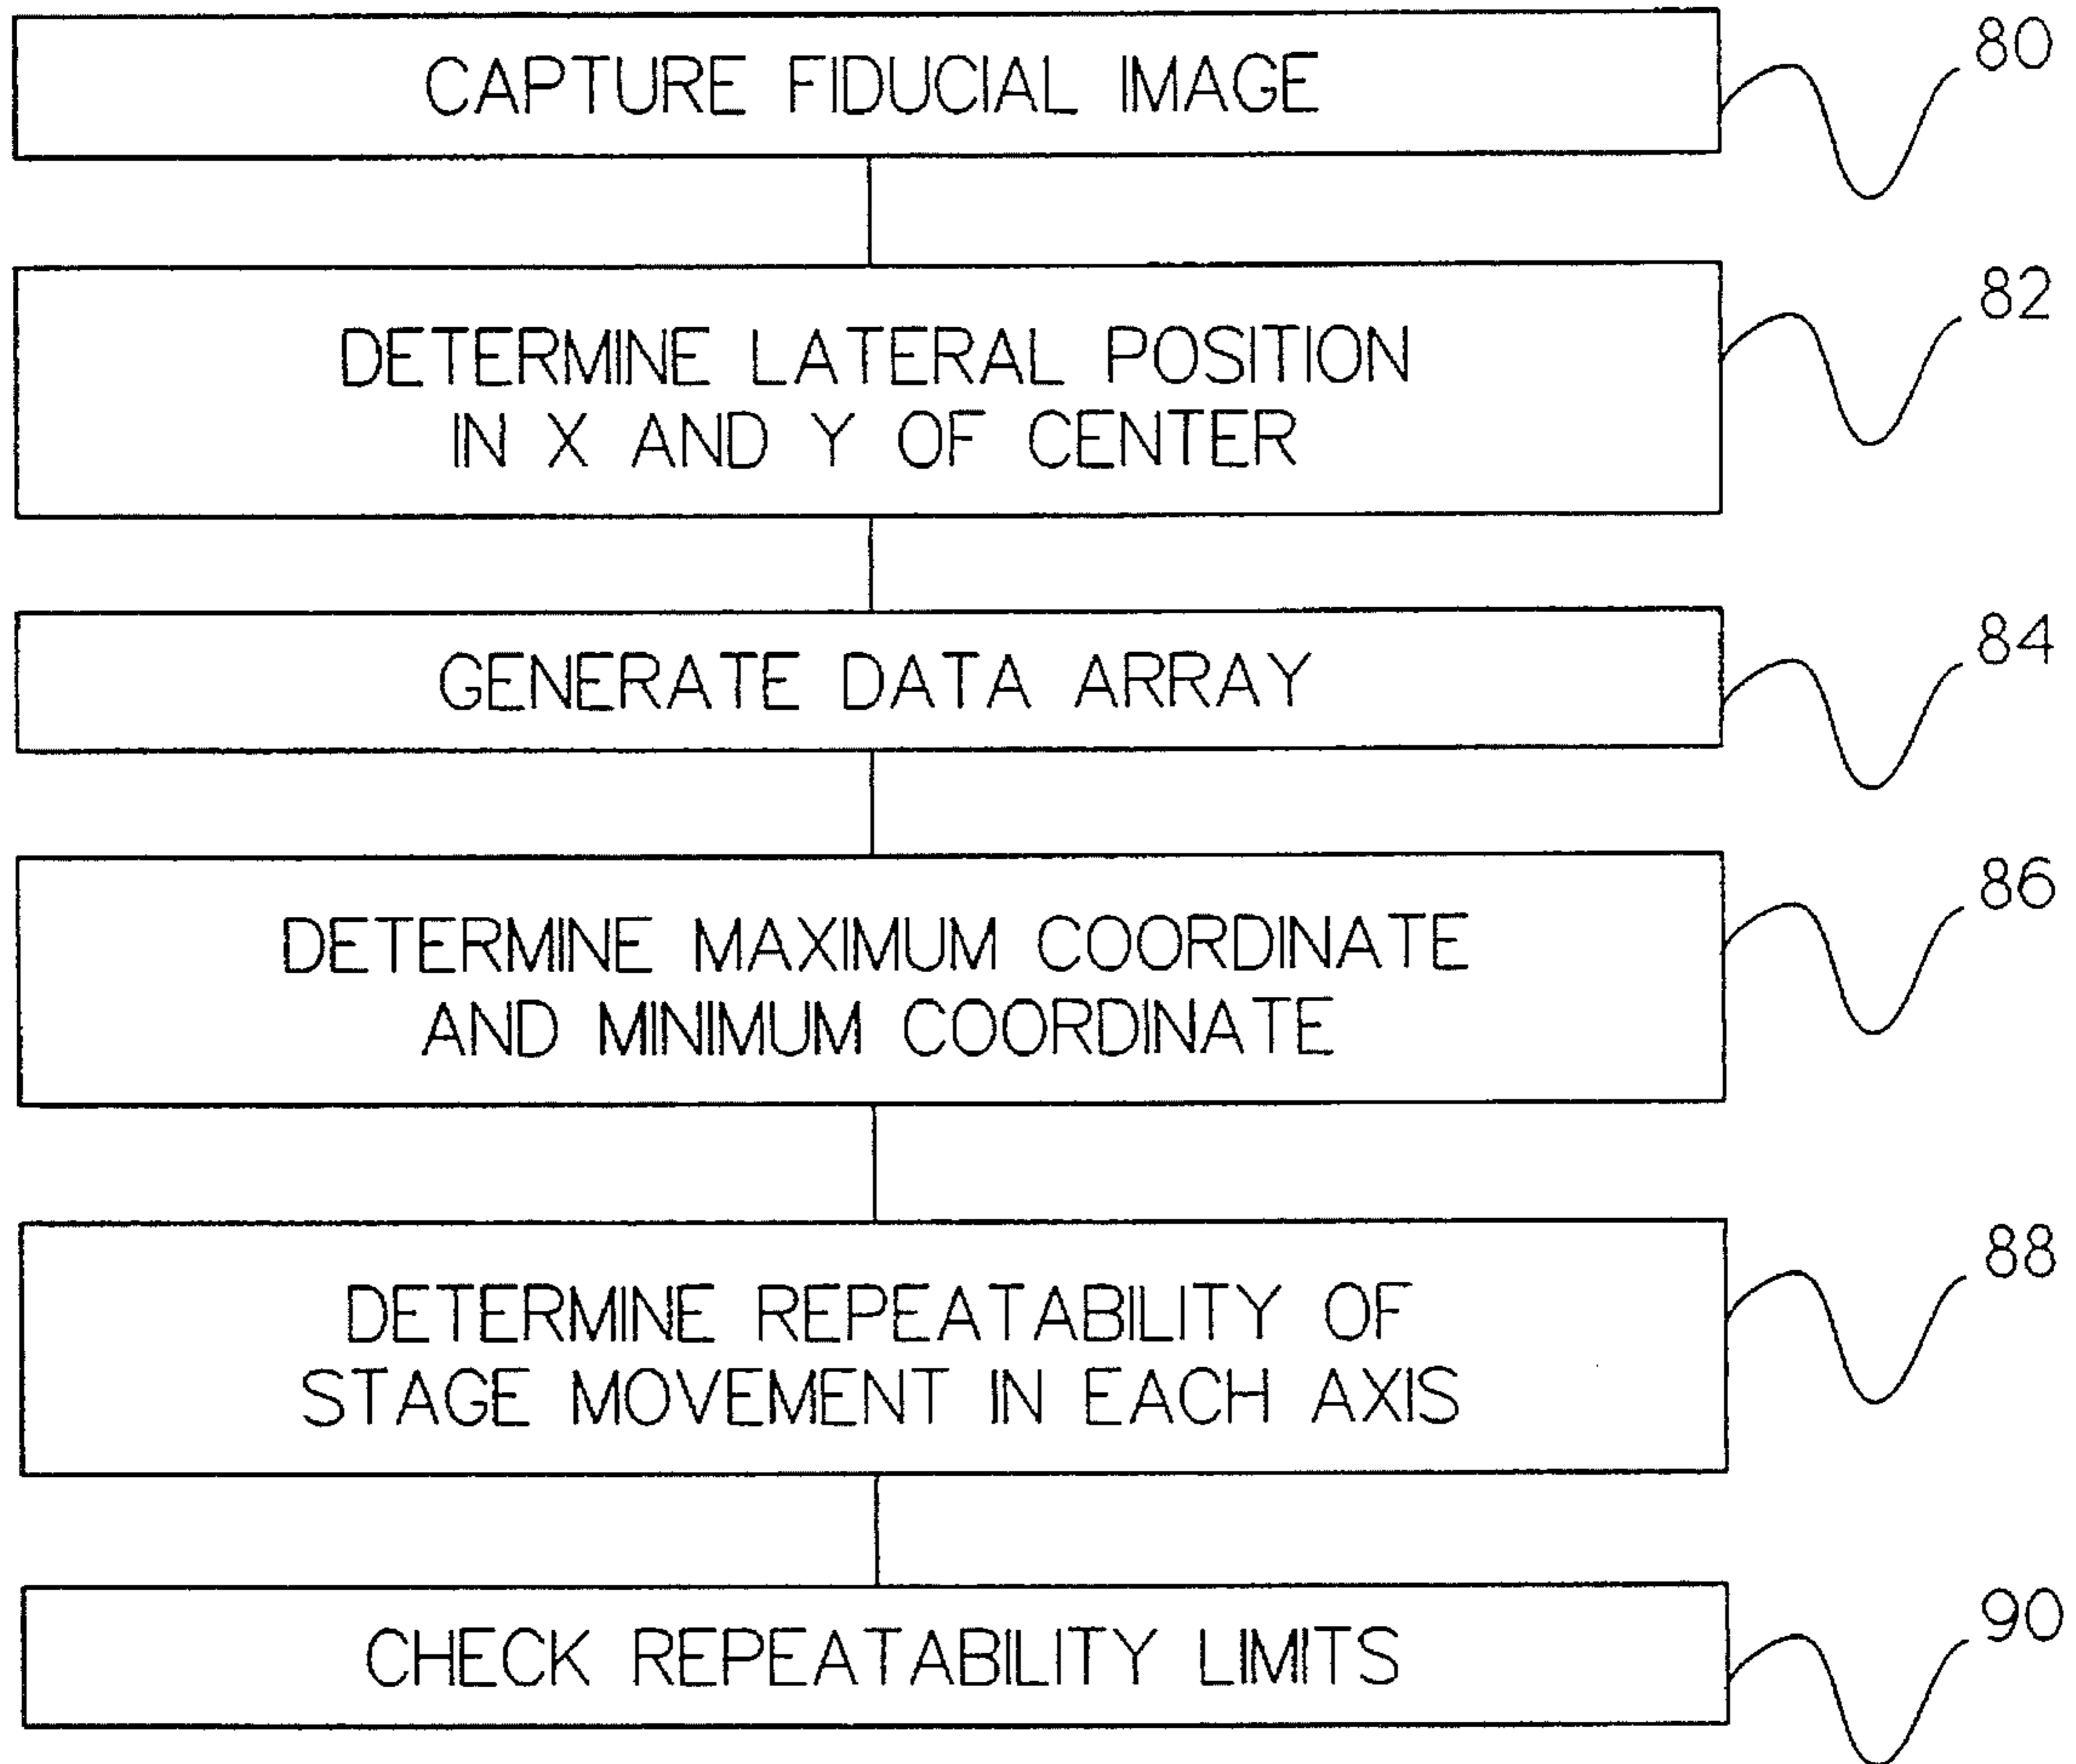 CAPTURE FIDUCIAL IMAGE
80
DETERMINE LATERAL POSITION
IN X AND Y OF CENTER
82
GENERATE DATA ARRAY
84
DETERMINE MAXIMUM COORDINATE
AND MINIMUM COORDINATE
86
DETERMINE REPEATABILITY OF
STAGE MOVEMENT IN EACH AXIS
88
CHECK REPEATABILITY LIMITS
90